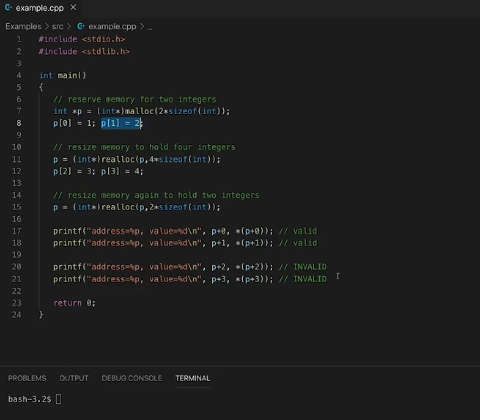 example.cpp
Examples > src > example.cpp > ...
1 #include <stdio.h>
2 #include <stdlib.h>
3
4 int main()
5 {
6 // reserve memory for two integers
7 int *p = (int*)malloc(2*sizeof(int));
8 p[0] = 1; p[1] = 2;
9
10 // resize memory to hold four integers
11 p = (int*)realloc(p,4*sizeof(int));
12 p[2] = 3; p[3] = 4;
13
14 // resize memory again to hold two integers
15 p = (int*)realloc(p,2*sizeof(int));
16
17 printf("address=%p, value=%d\n", p+0, *(p+0)); // valid
18 printf("address=%p, value=%d\n", p+1, *(p+1)); // valid
19
20 printf("address=%p, value=%d\n", p+2, *(p+2)); // INVALID
21 printf("address=%p, value=%d\n", p+3, *(p+3)); // INVALID
22
23 return 0;
24 }
PROBLEMS OUTPUT DEBUG CONSOLE TERMINAL
bash-3.2$